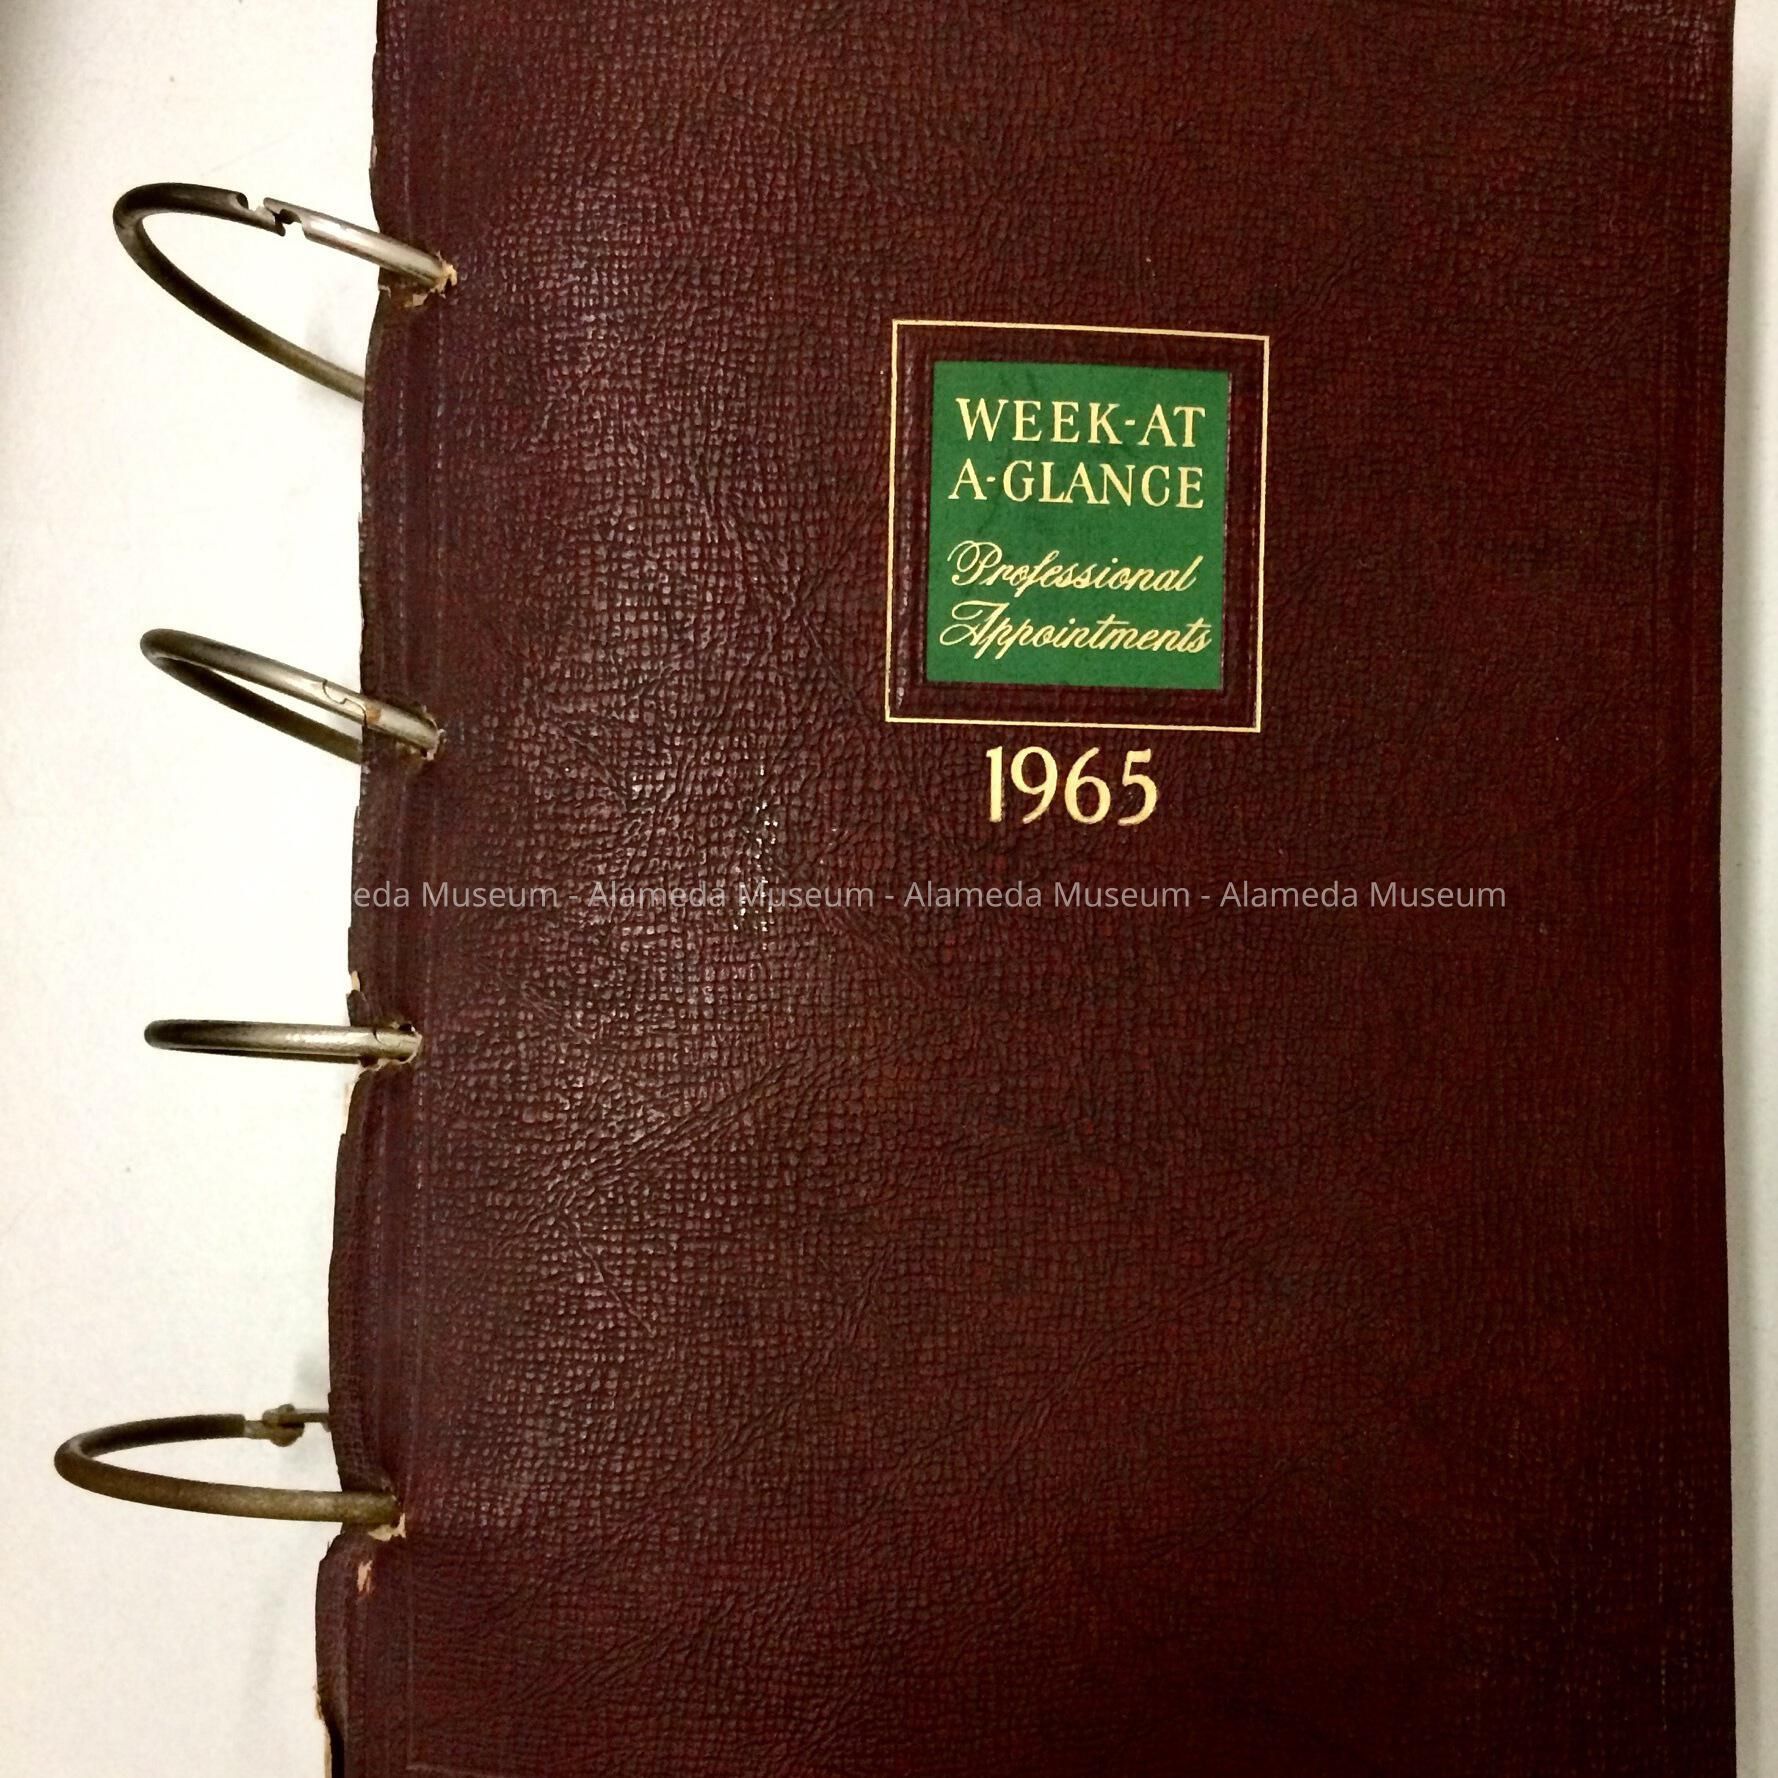 WEEK-AT
A-GLANCE
Professional
Appointments
1965
eda Museum - Alameda Museum - Alameda Museum - Alameda Museum